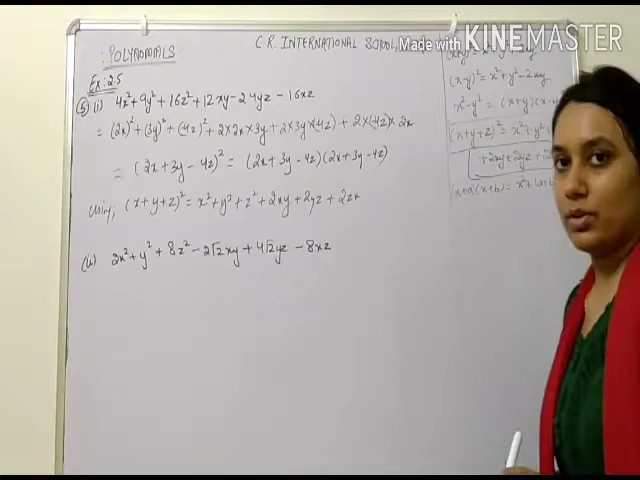 POLYNOMIALS
C.R. INTERNATIONAL SCHOOL,
Made with KINEMASTER
Ex: 2.5
5 (i) 4x² + 9y² + 16z² + 12xy - 24yz - 16xz
= (2x)² + (3y)² + (-4z)² + 2×2x×3y + 2×3y×(-4z) + 2×(-4z)×2x
= (2x + 3y - 4z)² = (2x + 3y - 4z)(2x + 3y - 4z)
using, (x+y+z)² = x² + y² + z² + 2xy + 2yz + 2zx
(ii) 2x² + y² + 8z² - 2√2xy + 4√2yz - 8xz
(x-y)² = x² + y² - 2xy
x² - y² = (x+y)(x-
(x+y+z)² = x² + y² +
+ 2xy + 2yz +